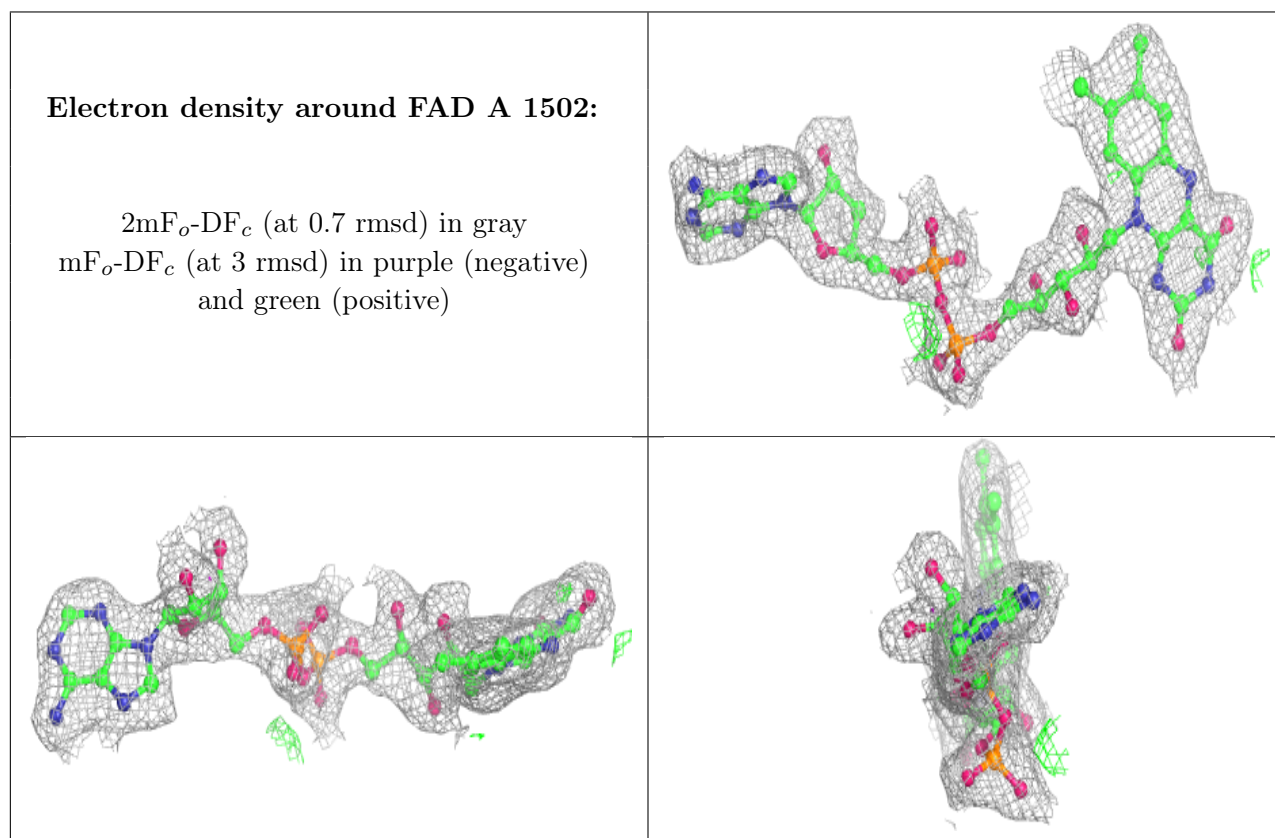 Electron density around FAD A 1502:
2mFo-DFc (at 0.7 rmsd) in gray
mFo-DFc (at 3 rmsd) in purple (negative)
and green (positive)